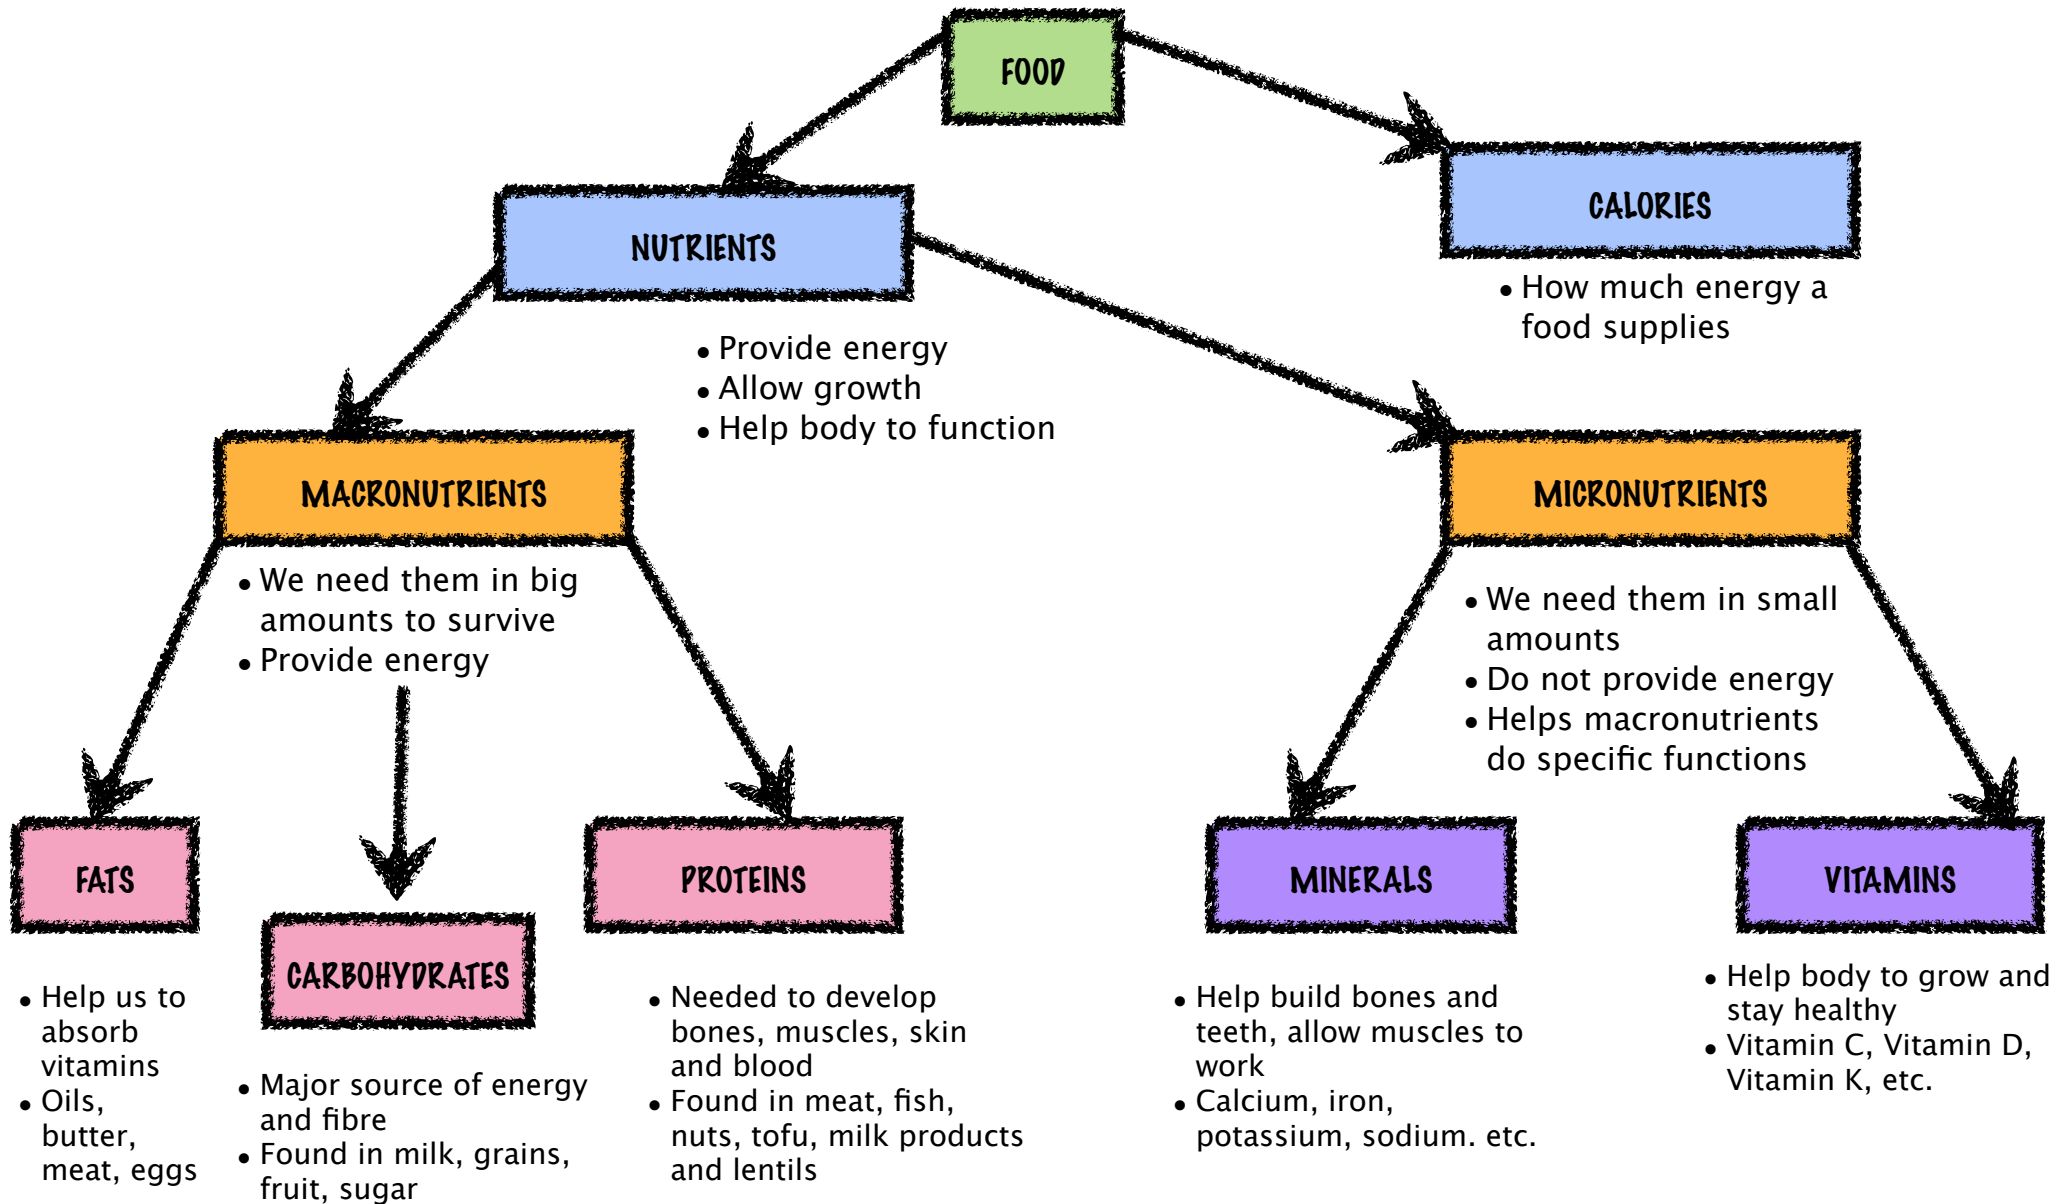 FOOD
CALORIES
• How much energy a
food supplies
NUTRIENTS
• Provide energy
• Allow growth
• Help body to function
MACRONUTRIENTS
• We need them in big
amounts to survive
• Provide energy
MICRONUTRIENTS
• We need them in small
amounts
• Do not provide energy
• Helps macronutrients
do specific functions
FATS
• Help us to
absorb
vitamins
• Oils,
butter,
meat, eggs
CARBOHYDRATES
• Major source of energy
and fibre
• Found in milk, grains,
fruit, sugar
PROTEINS
• Needed to develop
bones, muscles, skin
and blood
• Found in meat, fish,
nuts, tofu, milk products
and lentils
MINERALS
• Help build bones and
teeth, allow muscles to
work
• Calcium, iron,
potassium, sodium. etc.
VITAMINS
• Help body to grow and
stay healthy
• Vitamin C, Vitamin D,
Vitamin K, etc.